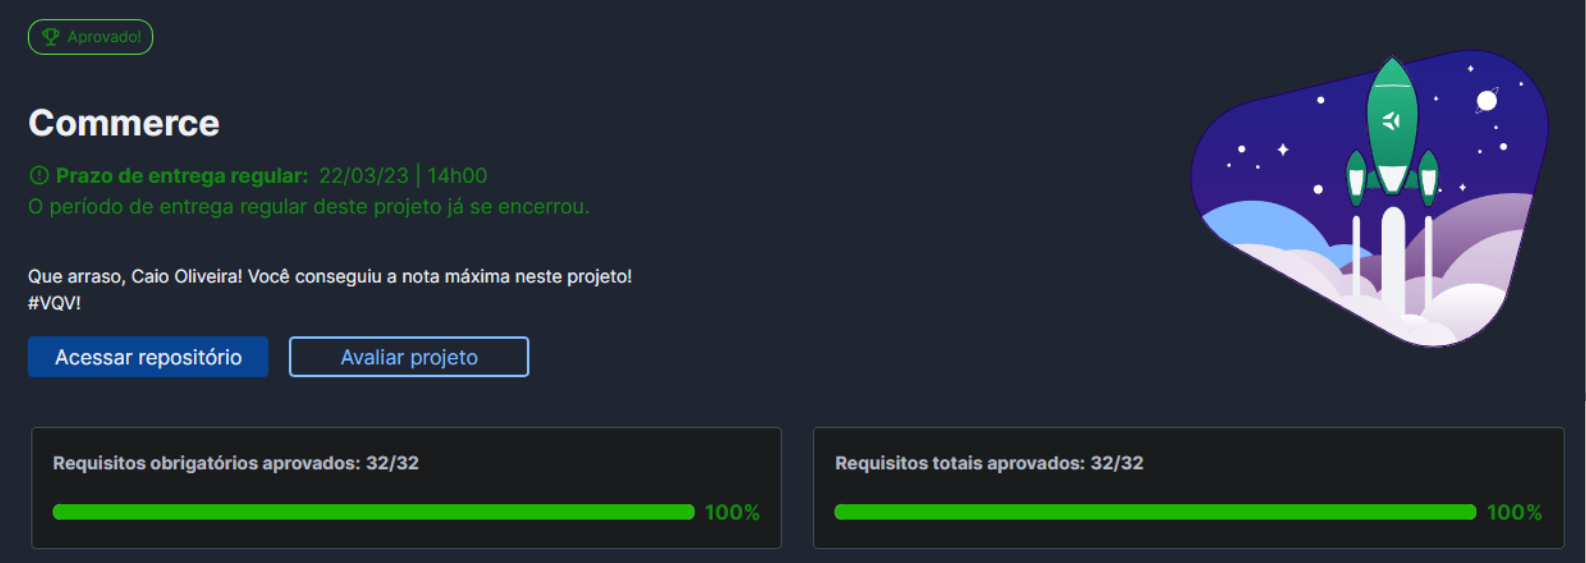 Aprovado!
Commerce
Prazo de entrega regular: 22/03/23 | 14h00
O período de entrega regular deste projeto já se encerrou.
Que arraso, Caio Oliveira! Você conseguiu a nota máxima neste projeto!
#VQV!
Acessar repositório
Avaliar projeto
Requisitos obrigatórios aprovados: 32/32
100%
Requisitos totais aprovados: 32/32
100%